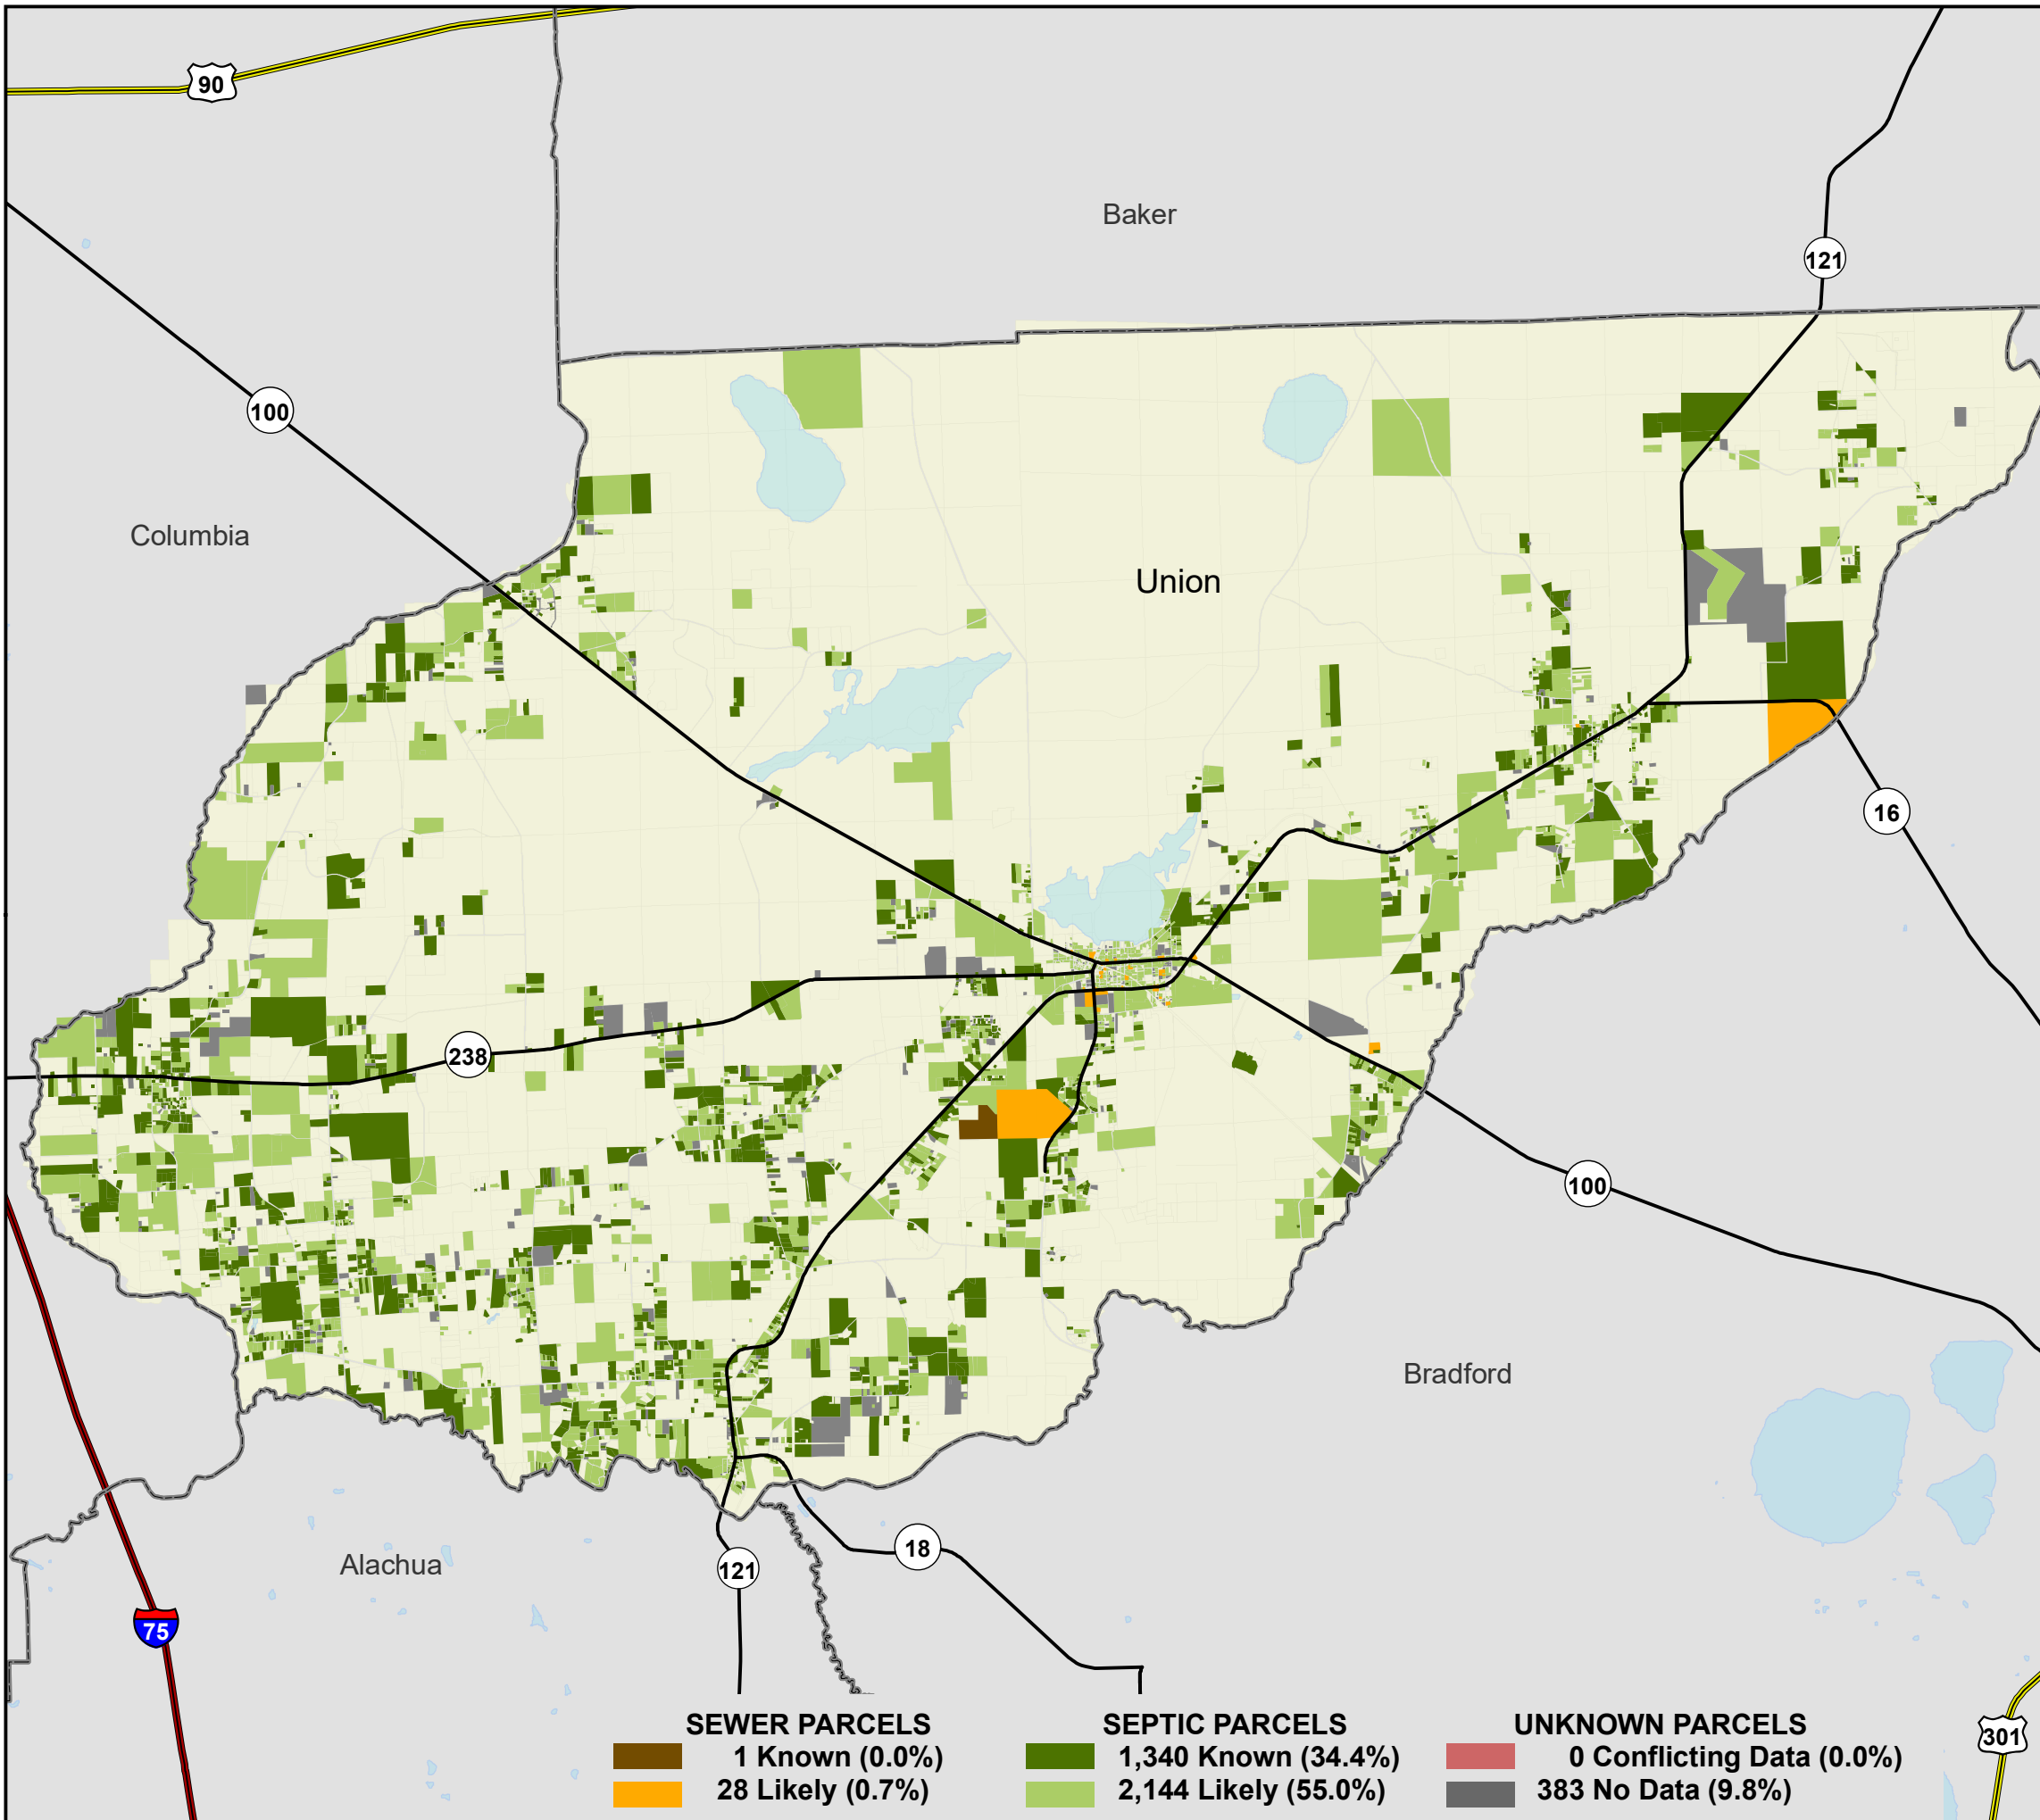 90
Baker
121
100
Columbia
Union
16
238
100
Bradford
18
Alachua
121
75
301
SEWER PARCELS
1 Known (0.0%)
28 Likely (0.7%)
SEPTIC PARCELS
1,340 Known (34.4%)
2,144 Likely (55.0%)
UNKNOWN PARCELS
0 Conflicting Data (0.0%)
383 No Data (9.8%)